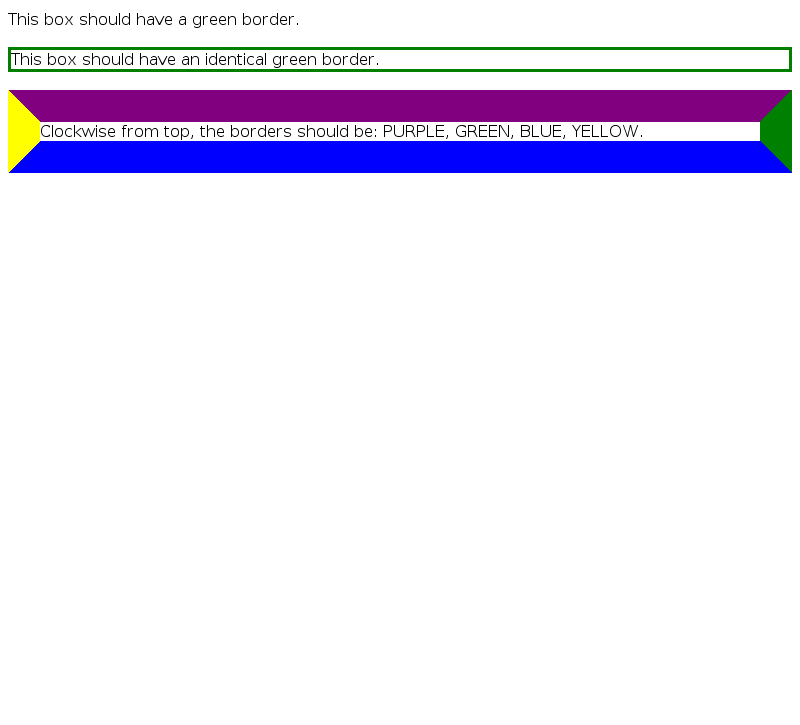 This box should have a green border.
This box should have an identical green border.
Clockwise from top, the borders should be: PURPLE, GREEN, BLUE, YELLOW.